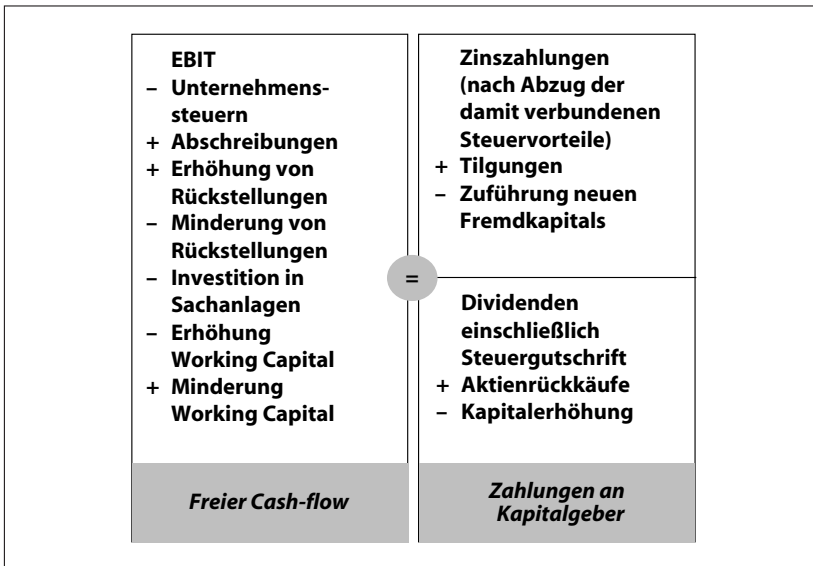 EBIT
– Unternehmens-
steuern
+ Abschreibungen
+ Erhöhung von
Rückstellungen
– Minderung von
Rückstellungen
– Investition in
Sachanlagen
– Erhöhung
Working Capital
+ Minderung
Working Capital
Freier Cash-flow
=
Zinszahlungen
(nach Abzug der
damit verbundenen
Steuervorteile)
+ Tilgungen
– Zuführung neuen
Fremdkapitals
Dividenden
einschließlich
Steuergutschrift
+ Aktienrückkäufe
– Kapitalerhöhung
Zahlungen an
Kapitalgeber